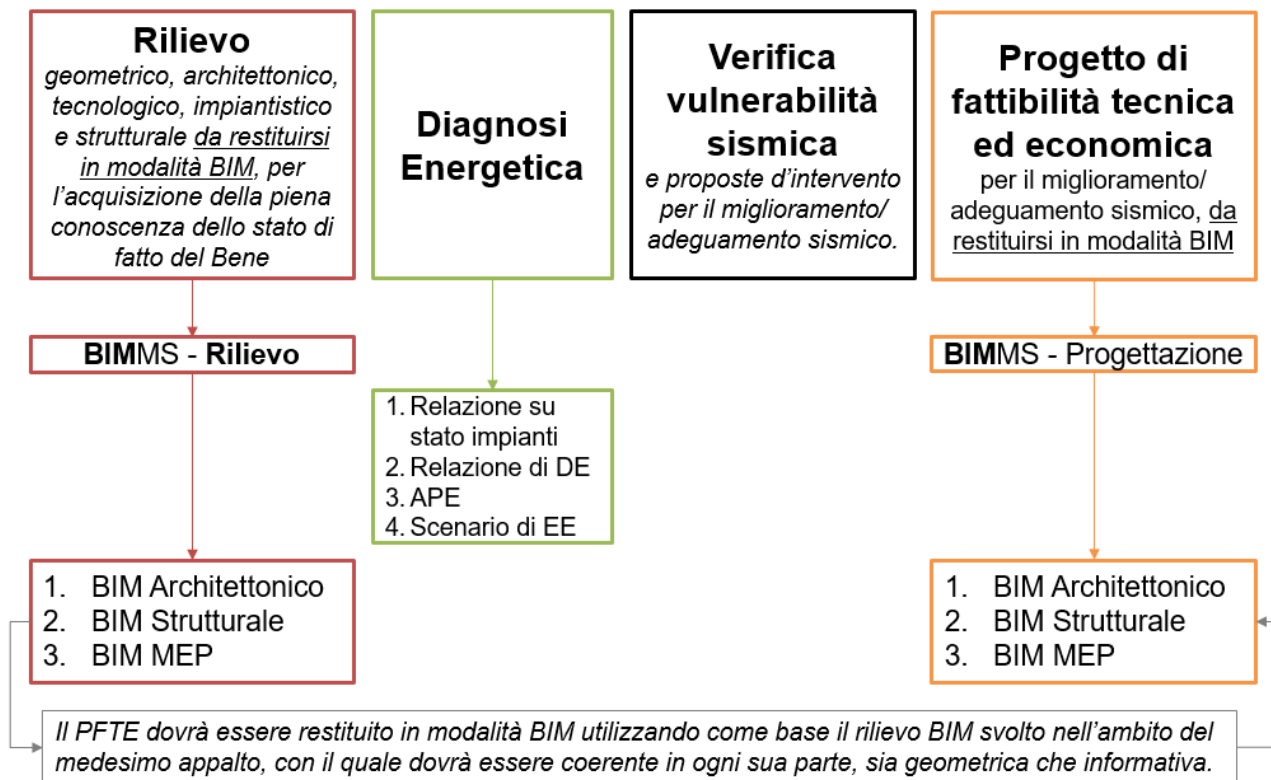 Rilievo
geometrico, architettonico,
tecnologico, impiantistico
e strutturale da restituirsi
in modalità BIM, per
l’acquisizione della piena
conoscenza dello stato di
fatto del Bene
Diagnosi
Energetica
Verifica
vulnerabilità
sismica
e proposte d’intervento
per il miglioramento/
adeguamento sismico.
Progetto di
fattibilità tecnica
ed economica
per il miglioramento/
adeguamento sismico, da
restituirsi in modalità BIM
BIMMS - Rilievo
BIMMS - Progettazione
1. Relazione su
stato impianti
2. Relazione di DE
3. APE
4. Scenario di EE
1. BIM Architettonico
2. BIM Strutturale
3. BIM MEP
1. BIM Architettonico
2. BIM Strutturale
3. BIM MEP
Il PFTE dovrà essere restituito in modalità BIM utilizzando come base il rilievo BIM svolto nell’ambito del
medesimo appalto, con il quale dovrà essere coerente in ogni sua parte, sia geometrica che informativa.